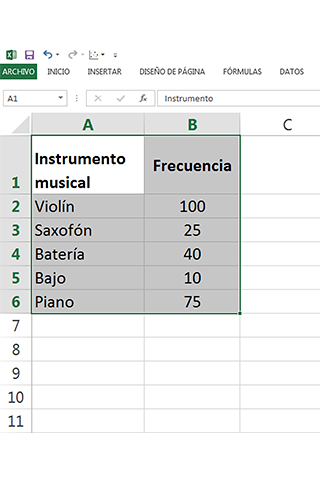 ARCHIVO INICIO INSERTAR DISEÑO DE PÁGINA FÓRMULAS DATOS
A1 fx Instrumento
A B C
1 Instrumento musical Frecuencia
2 Violín 100
3 Saxofón 25
4 Batería 40
5 Bajo 10
6 Piano 75
7
8
9
10
11